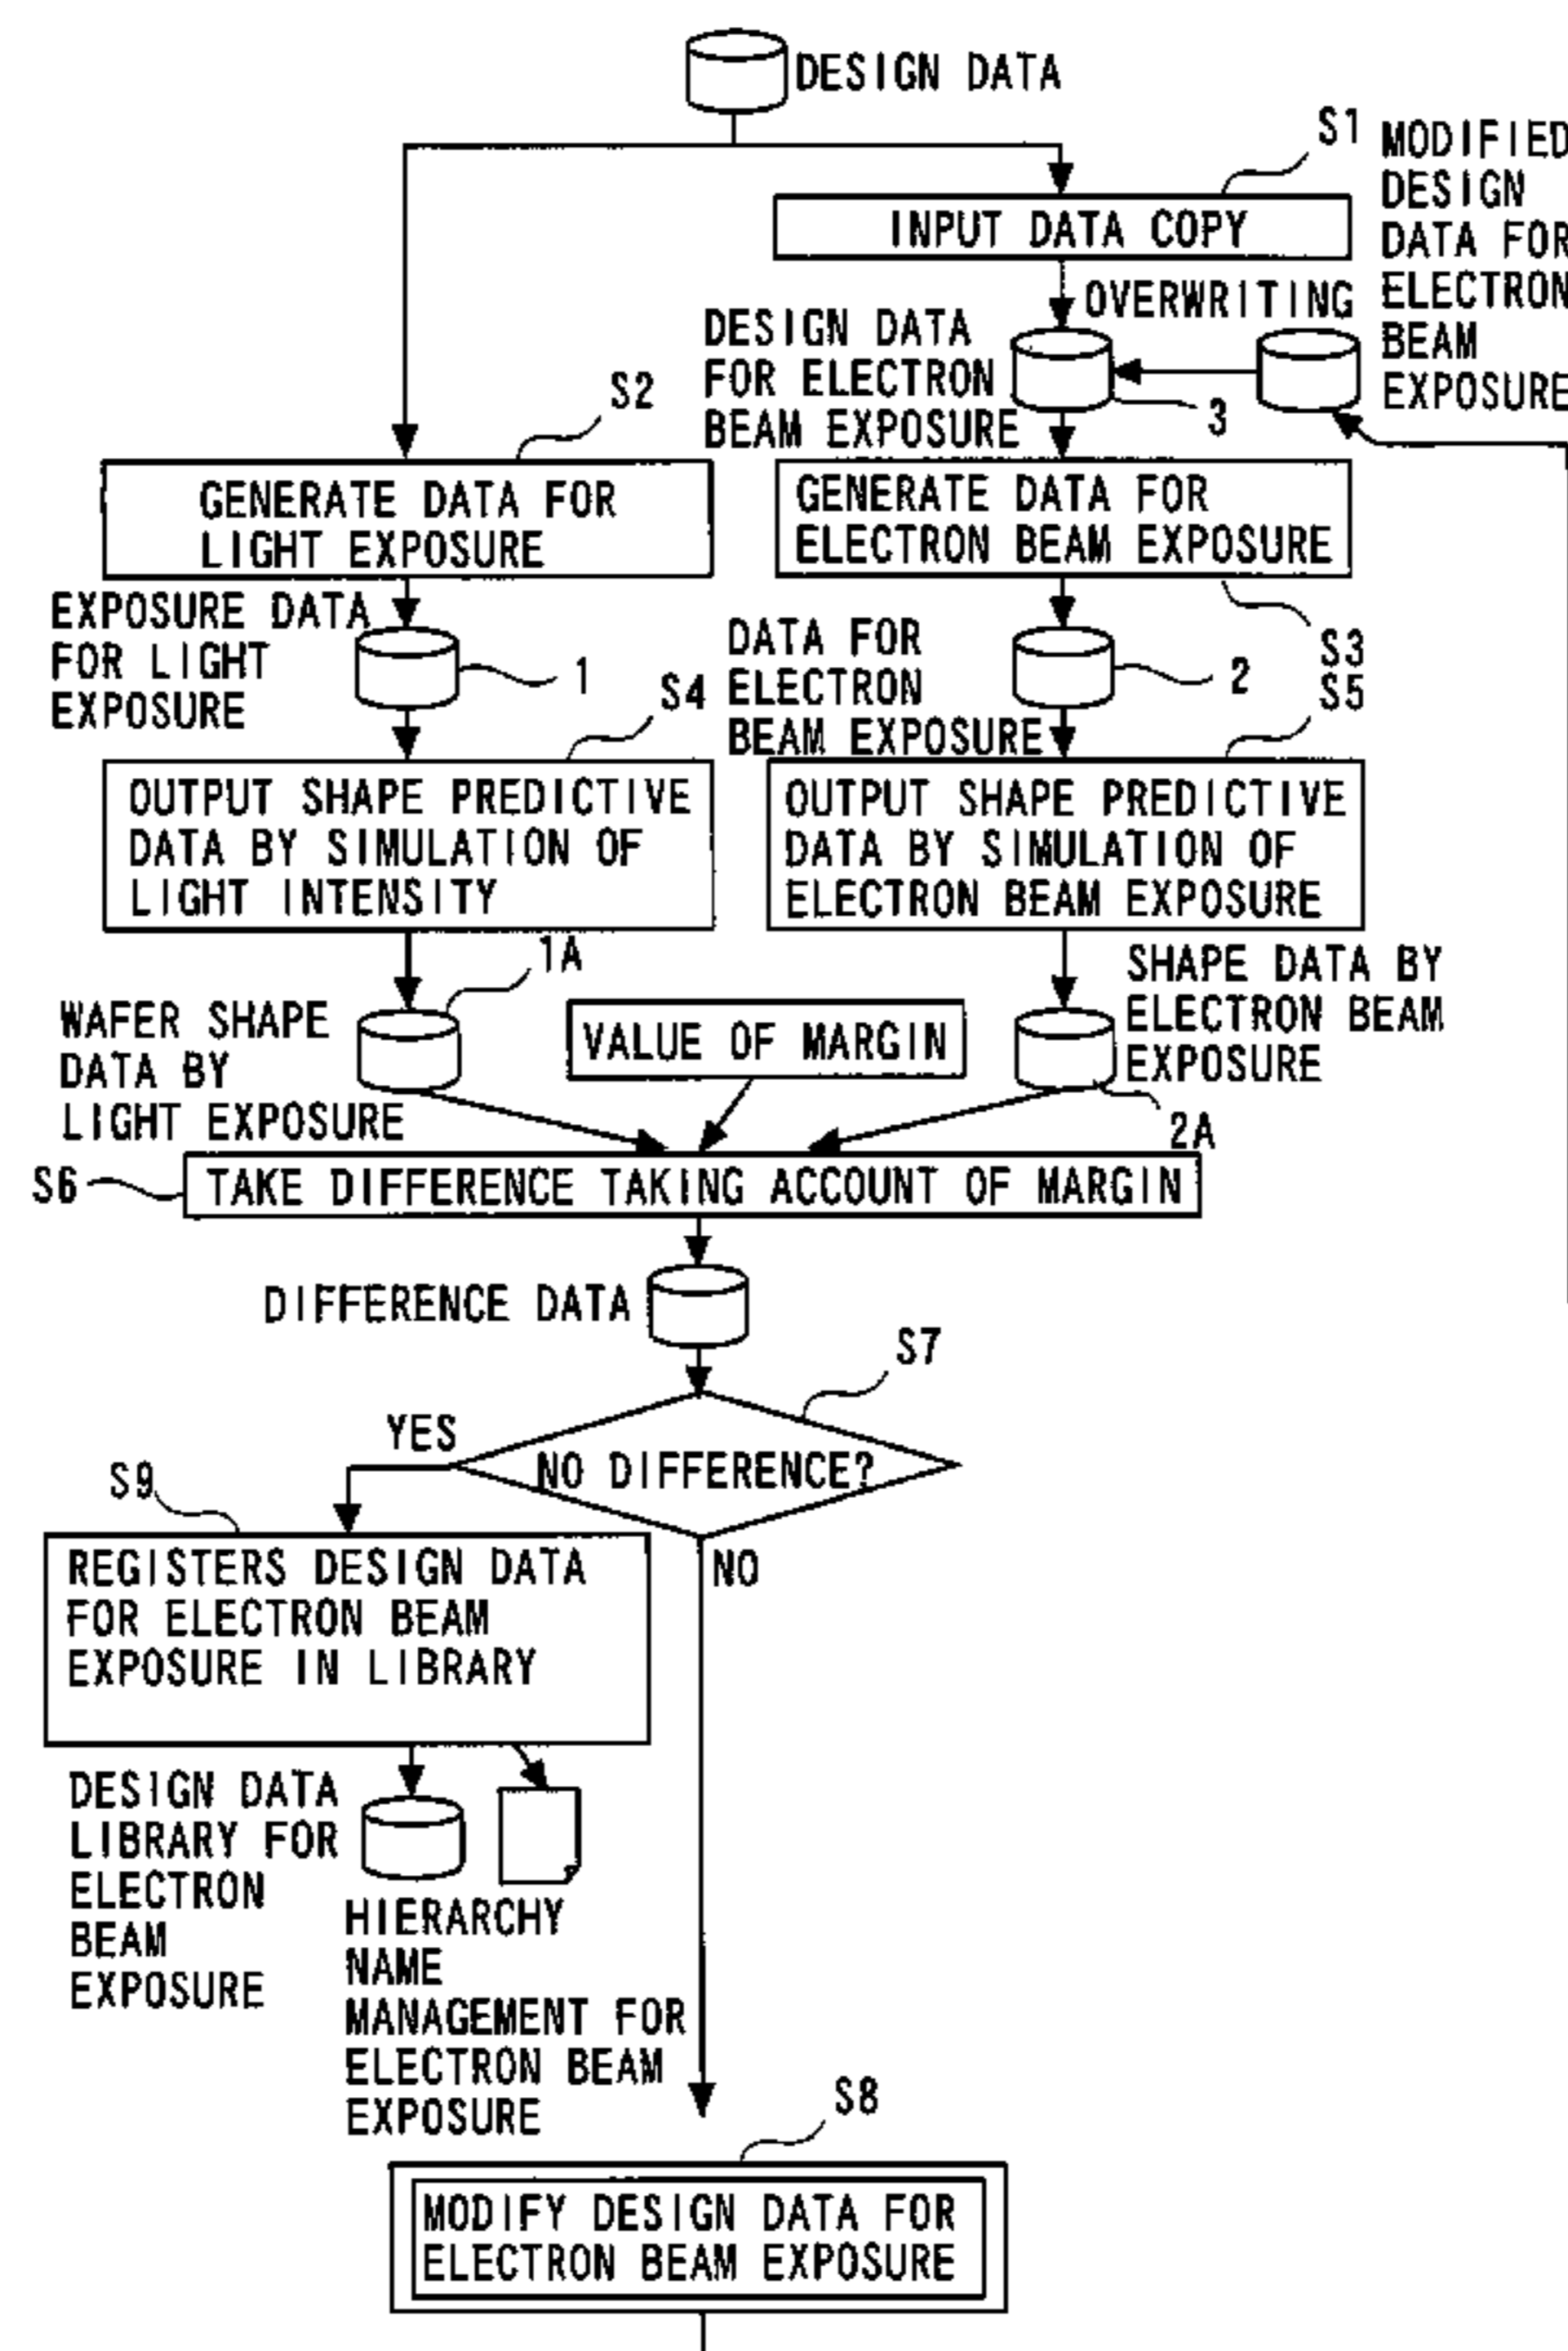 DESIGN DATA
S1
MODIFIED
DESIGN
DATA FOR
ELECTRON
BEAM
EXPOSURE
INPUT DATA COPY
OVERWRITING
DESIGN DATA
FOR ELECTRON
BEAM EXPOSURE
3
S2
GENERATE DATA FOR
LIGHT EXPOSURE
GENERATE DATA FOR
ELECTRON BEAM EXPOSURE
S3
EXPOSURE DATA
FOR LIGHT
EXPOSURE
1
DATA FOR
ELECTRON
BEAM EXPOSURE
2
S4
S5
OUTPUT SHAPE PREDICTIVE
DATA BY SIMULATION OF
LIGHT INTENSITY
OUTPUT SHAPE PREDICTIVE
DATA BY SIMULATION OF
ELECTRON BEAM EXPOSURE
1A
WAFER SHAPE
DATA BY
LIGHT EXPOSURE
VALUE OF MARGIN
SHAPE DATA BY
ELECTRON BEAM
EXPOSURE
2A
S6
TAKE DIFFERENCE TAKING ACCOUNT OF MARGIN
DIFFERENCE DATA
S7
YES
NO DIFFERENCE?
NO
S9
REGISTERS DESIGN DATA
FOR ELECTRON BEAM
EXPOSURE IN LIBRARY
DESIGN DATA
LIBRARY FOR
ELECTRON
BEAM
EXPOSURE
HIERARCHY
NAME
MANAGEMENT FOR
ELECTRON BEAM
EXPOSURE
S8
MODIFY DESIGN DATA FOR
ELECTRON BEAM EXPOSURE